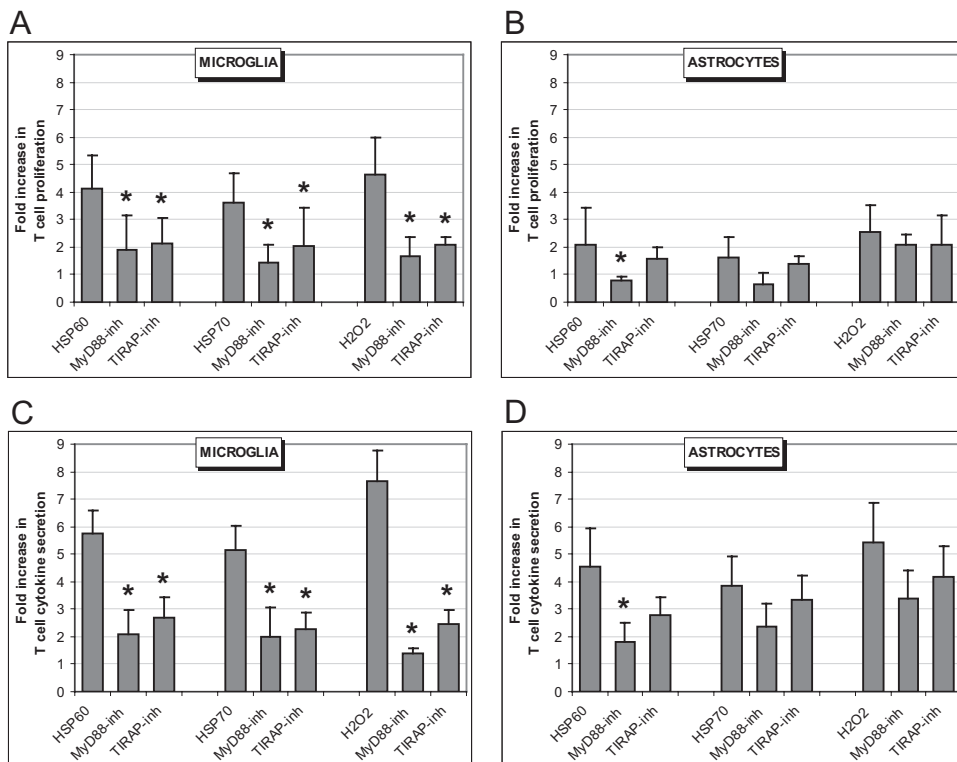 A
MICROGLIA
Fold increase in
T cell proliferation
9
8
7
6
5
4
3
2
1
0
* * * * * *
HSP60 MyD88-inh TIRAP-inh HSP70 MyD88-inh TIRAP-inh H2O2 MyD88-inh TIRAP-inh
B
ASTROCYTES
Fold increase in
T cell proliferation
9
8
7
6
5
4
3
2
1
0
*
HSP60 MyD88-inh TIRAP-inh HSP70 MyD88-inh TIRAP-inh H2O2 MyD88-inh TIRAP-inh
C
MICROGLIA
Fold increase in
T cell cytokine secretion
9
8
7
6
5
4
3
2
1
0
* * * * * *
HSP60 MyD88-inh TIRAP-inh HSP70 MyD88-inh TIRAP-inh H2O2 MyD88-inh TIRAP-inh
D
ASTROCYTES
Fold increase in
T cell cytokine secretion
9
8
7
6
5
4
3
2
1
0
*
HSP60 MyD88-inh TIRAP-inh HSP70 MyD88-inh TIRAP-inh H2O2 MyD88-inh TIRAP-inh